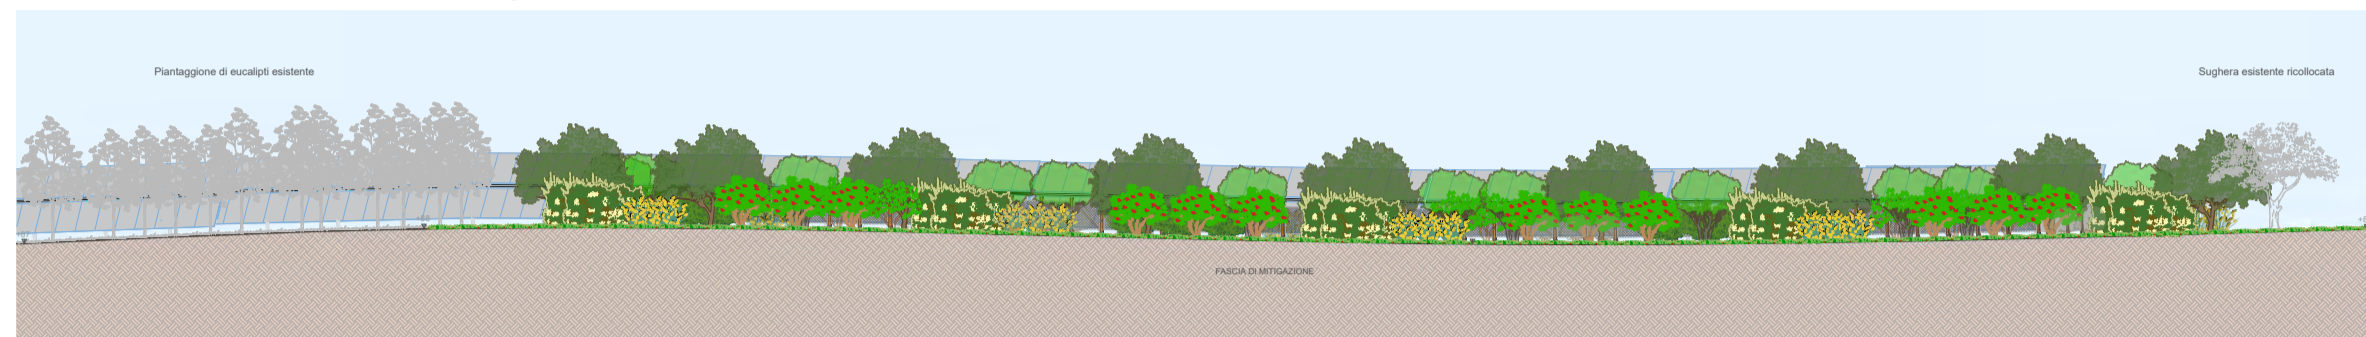 Piantaggione di eucalipti esistente
Sughera esistente ricollocata
FASCIA DI MITIGAZIONE